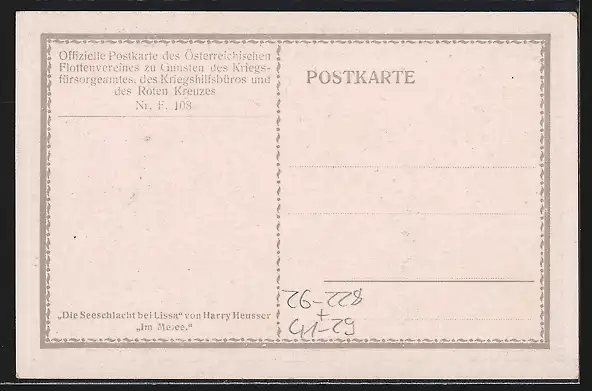 Offizielle Postkarte des Österreichischen
Flottenvereines zu Gunsten des Kriegs-
fürsorgeamtes, des Kriegshilfsbüros und
des Roten Kreuzes
Nr. F. 108
POSTKARTE
„Die Seeschlacht bei Lissa“ von Harry Heusser
„Im Melee.“